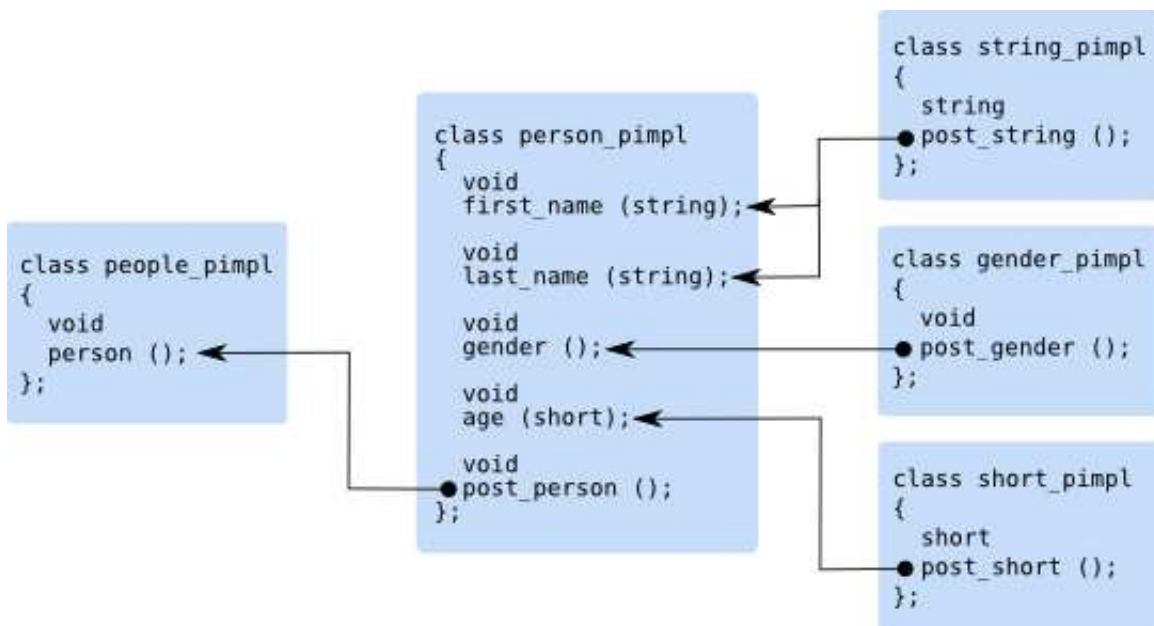 class people_pimpl
{
void
person ();
};
class person_pimpl
{
void
first_name (string);
void
last_name (string);
void
gender ();
void
age (short);
void
post_person ();
};
class string_pimpl
{
string
post_string ();
};
class gender_pimpl
{
void
post_gender ();
};
class short_pimpl
{
short
post_short ();
};